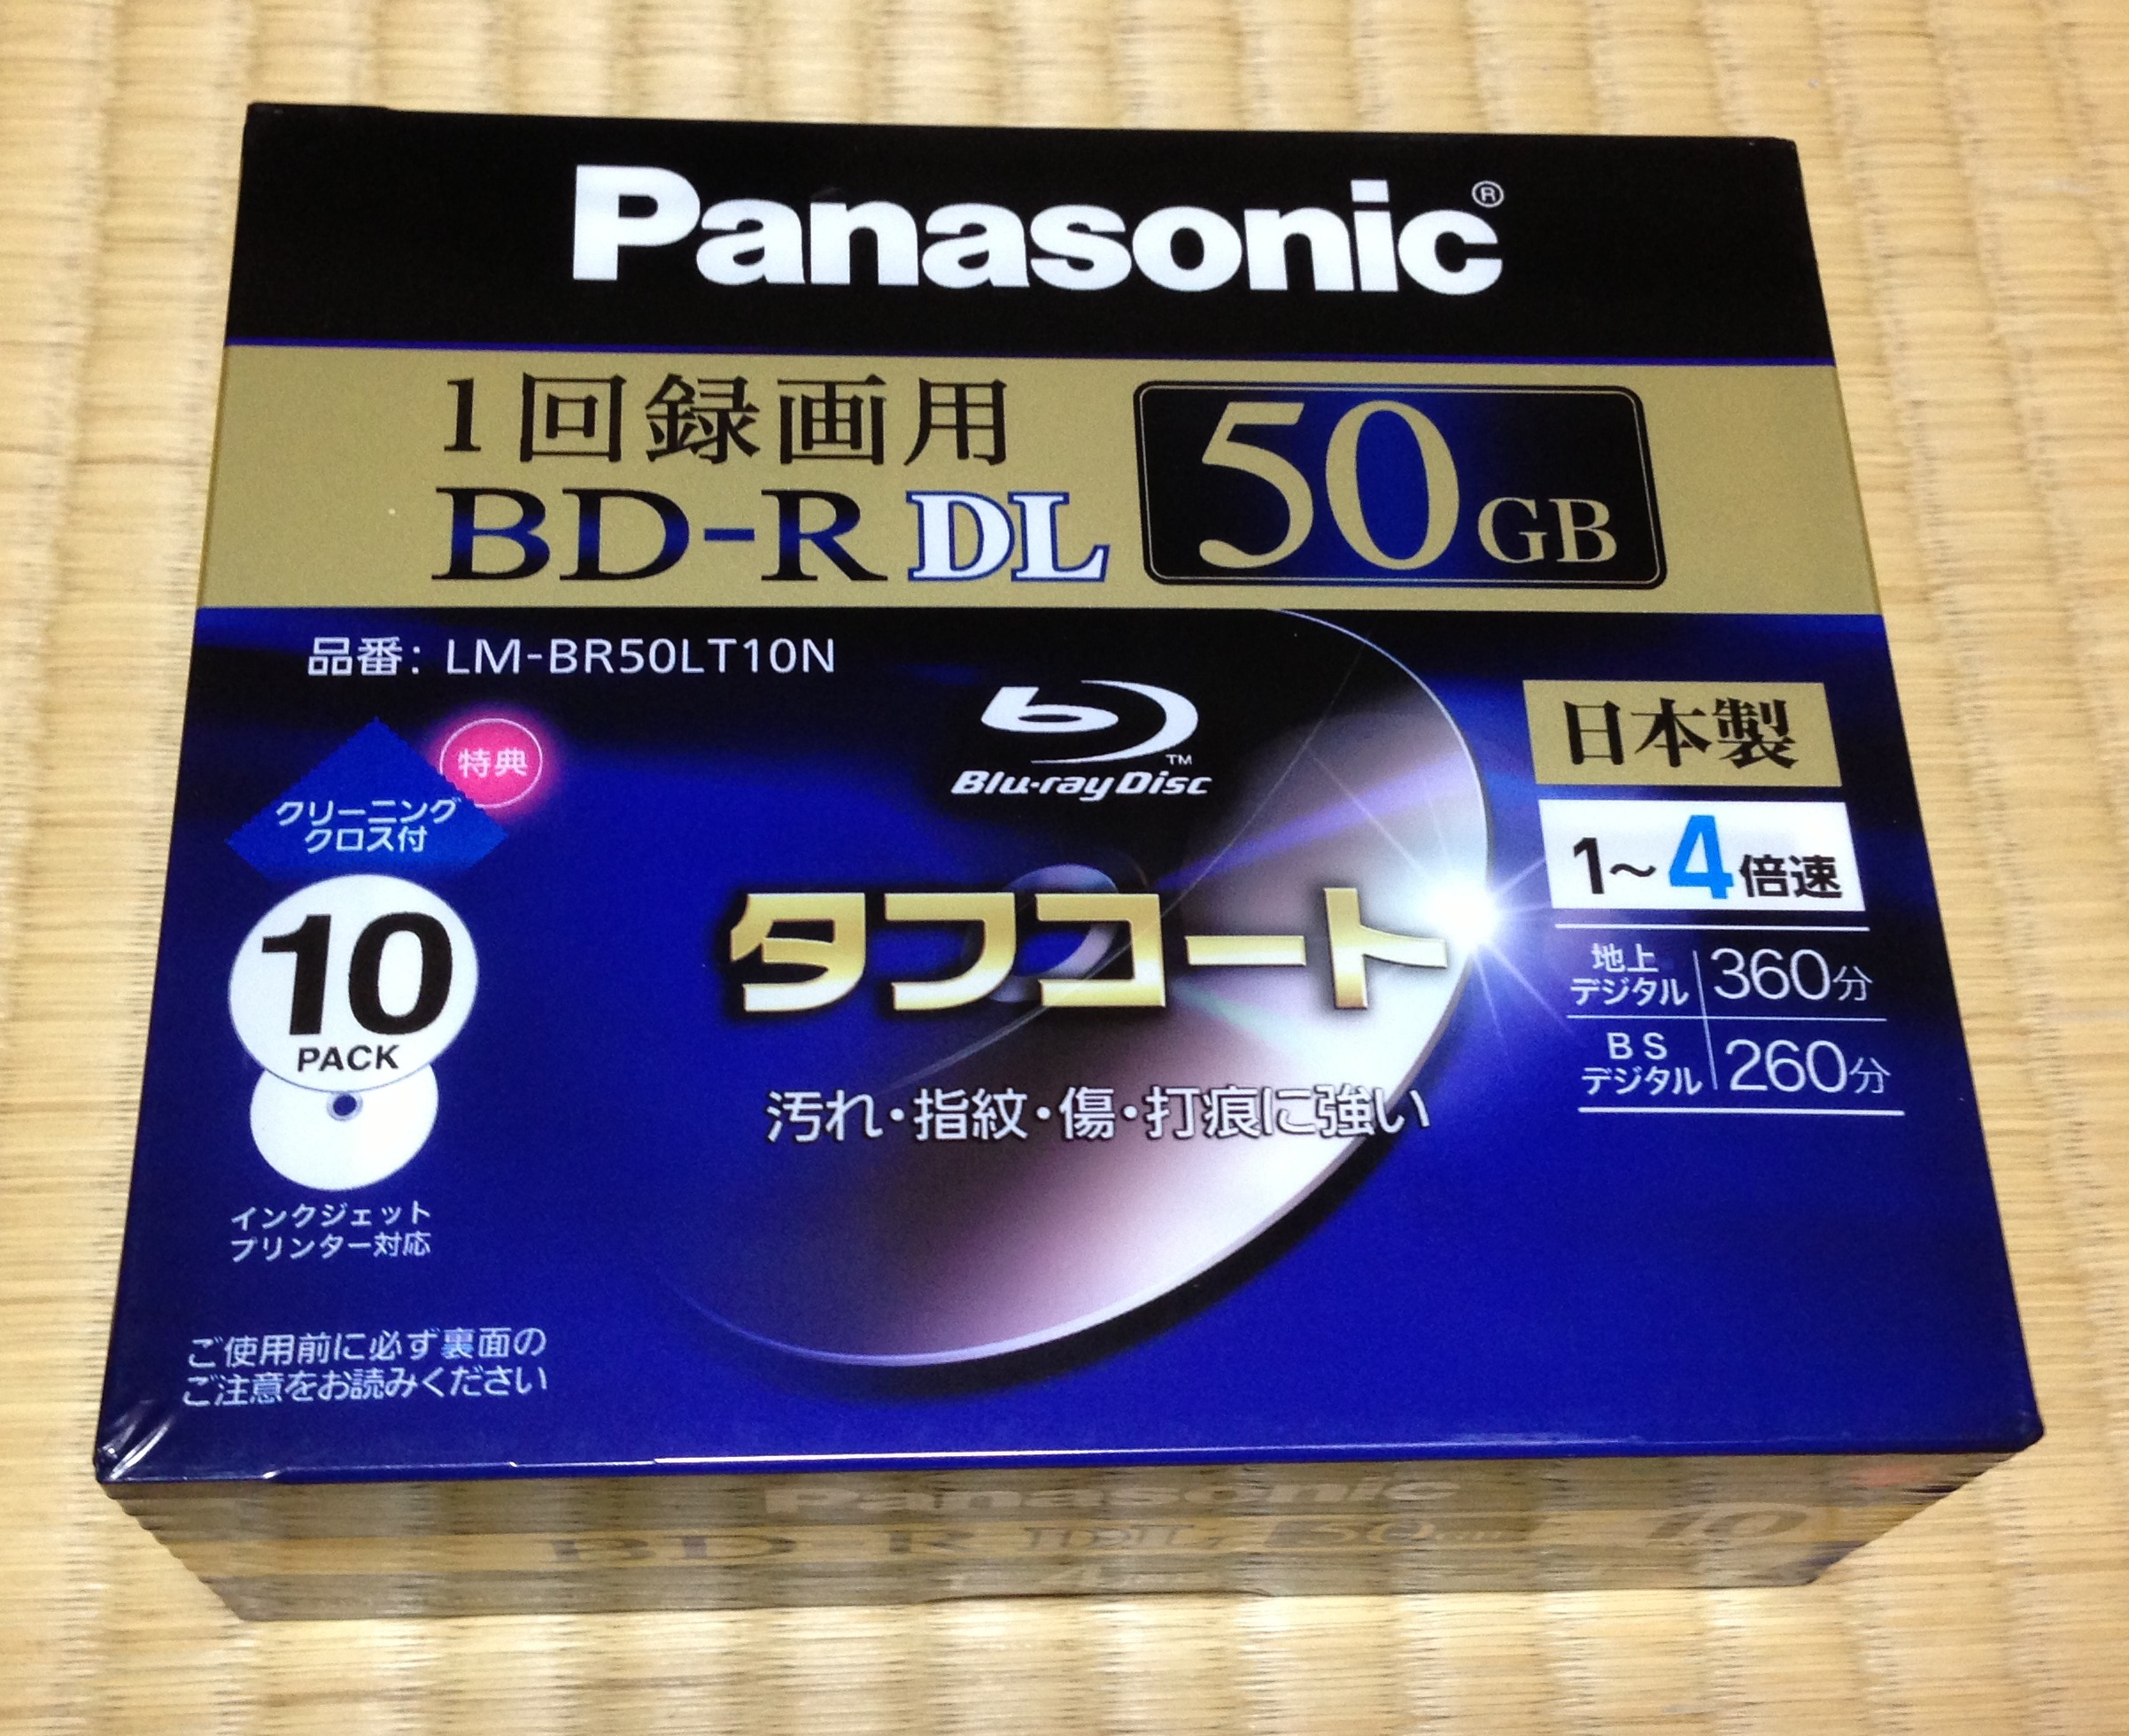 Panasonic®
1回録画用
BD-R DL
50GB
品番: LM-BR50LT10N
特典
クリーニング
クロス付
10
PACK
インクジェット
プリンター対応
ご使用前に必ず裏面の
ご注意をお読みください
Blu-ray Disc™
タフコート
汚れ・指紋・傷・打痕に強い
日本製
1〜4倍速
地上
デジタル
360分
BS
デジタル
260分
Panasonic
BD-R DL
10